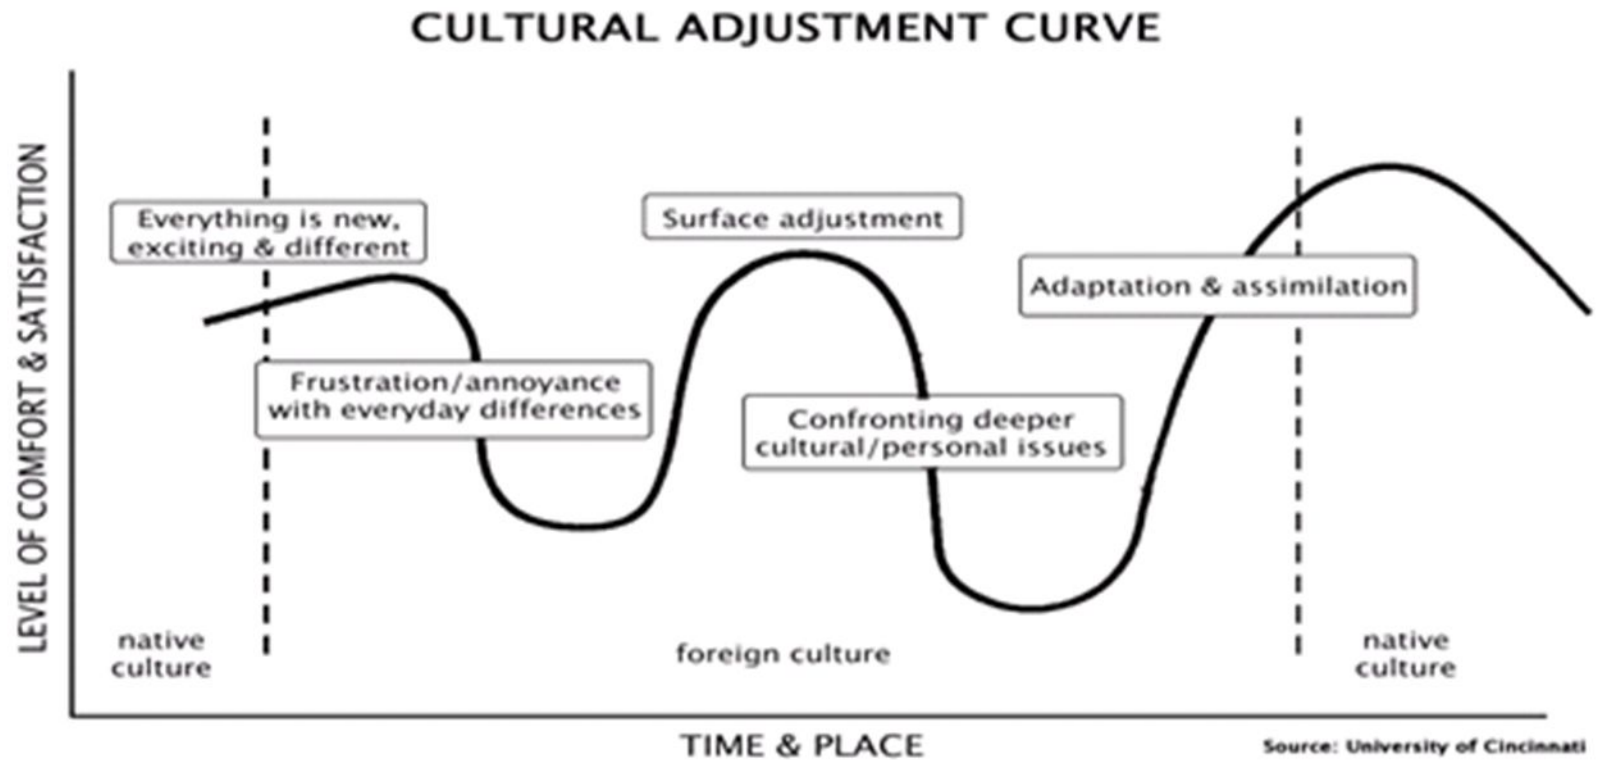 CULTURAL ADJUSTMENT CURVE
LEVEL OF COMFORT & SATISFACTION
Everything is new,
exciting & different
Frustration/annoyance
with everyday differences
Surface adjustment
Confronting deeper
cultural/personal issues
Adaptation & assimilation
native
culture
foreign culture
native
culture
TIME & PLACE
Source: University of Cincinnati